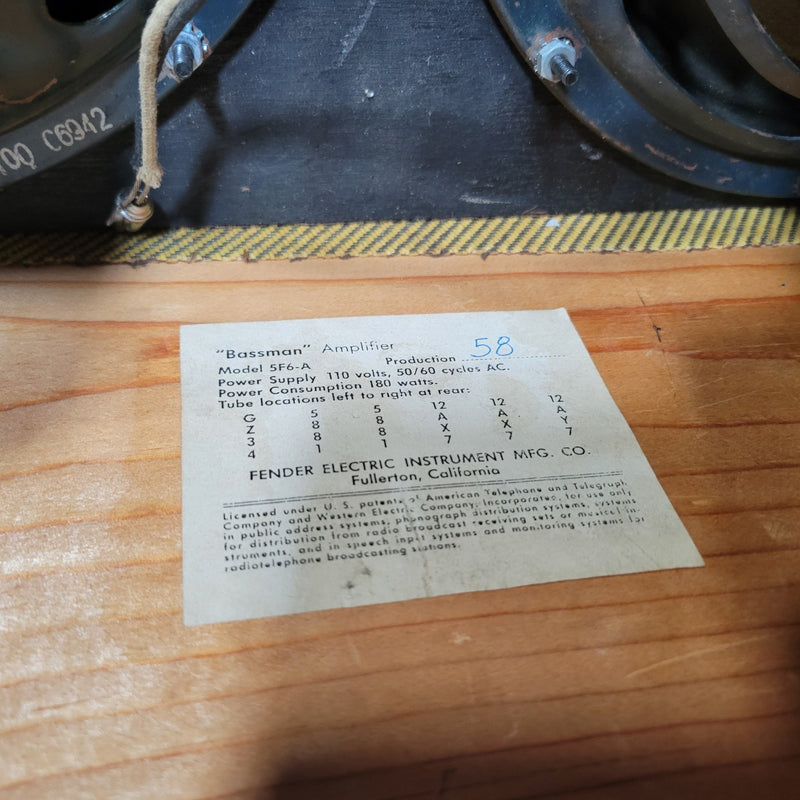 00 C6942
"Bassman" Amplifier
Model 5F6-A Production 58
Power Supply 110 volts, 50/60 cycles AC.
Power Consumption 180 watts.
Tube locations left to right at rear:
G 5 5 12 12 12
Z 8 8 A A A
3 8 8 X X Y
4 1 1 7 7 7
FENDER ELECTRIC INSTRUMENT MFG. CO.
Fullerton, California
Licensed under U. S. patents of American Telephone and Telegraph
Company and Western Electric Company, Incorporated, for use only
in public address systems, phonograph distribution systems, systems
for distribution from radio broadcast receiving sets or musical in-
struments, and in speech input systems and monitoring systems for
radiotelephone broadcasting stations.